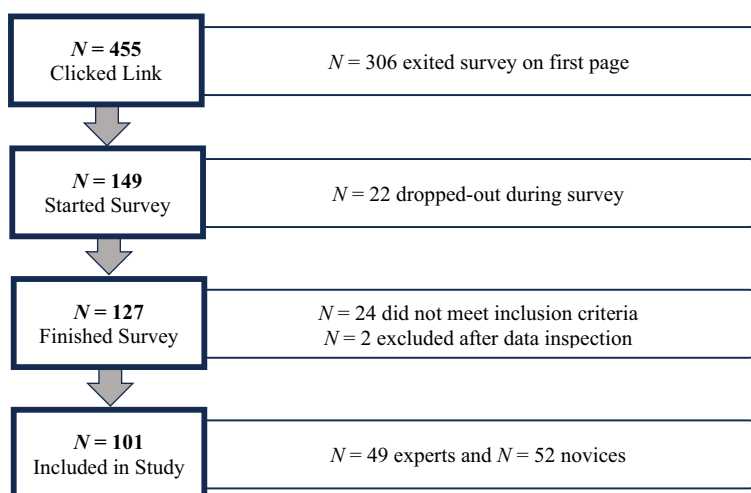 N = 455
Clicked Link
N = 306 exited survey on first page
N = 149
Started Survey
N = 22 dropped-out during survey
N = 127
Finished Survey
N = 24 did not meet inclusion criteria
N = 2 excluded after data inspection
N = 101
Included in Study
N = 49 experts and N = 52 novices